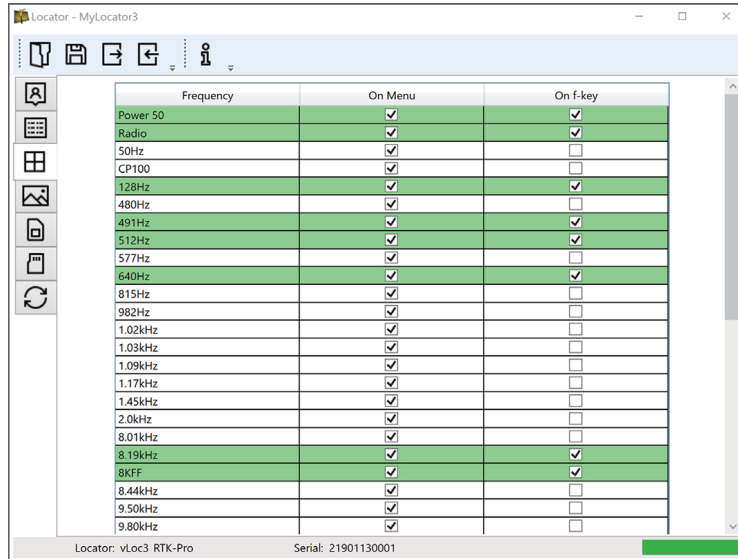 Locator - MyLocator3
Frequency On Menu On f-key
Power 50
Radio
50Hz
CP100
128Hz
480Hz
491Hz
512Hz
577Hz
640Hz
815Hz
982Hz
1.02kHz
1.03kHz
1.09kHz
1.17kHz
1.45kHz
2.0kHz
8.01kHz
8.19kHz
8KFF
8.44kHz
9.50kHz
9.80kHz
Locator: vLoc3 RTK-Pro Serial: 21901130001